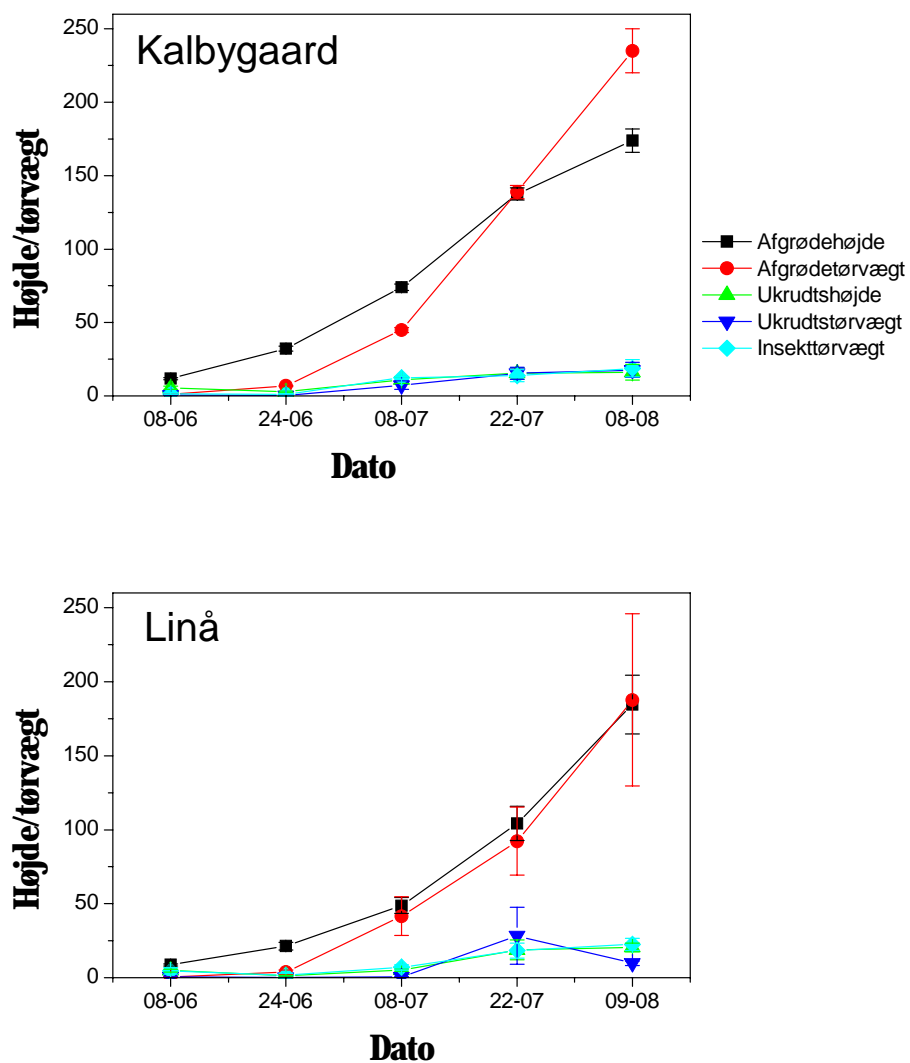 Kalbygaard
250
200
150
100
50
0
Højde/tørvægt
08-06 24-06 08-07 22-07 08-08
Dato
Afgrødehøjde
Afgrødetørvægt
Ukrudtshøjde
Ukrudtstørvægt
Insekttørvægt
Linå
250
200
150
100
50
0
Højde/tørvægt
08-06 24-06 08-07 22-07 09-08
Dato